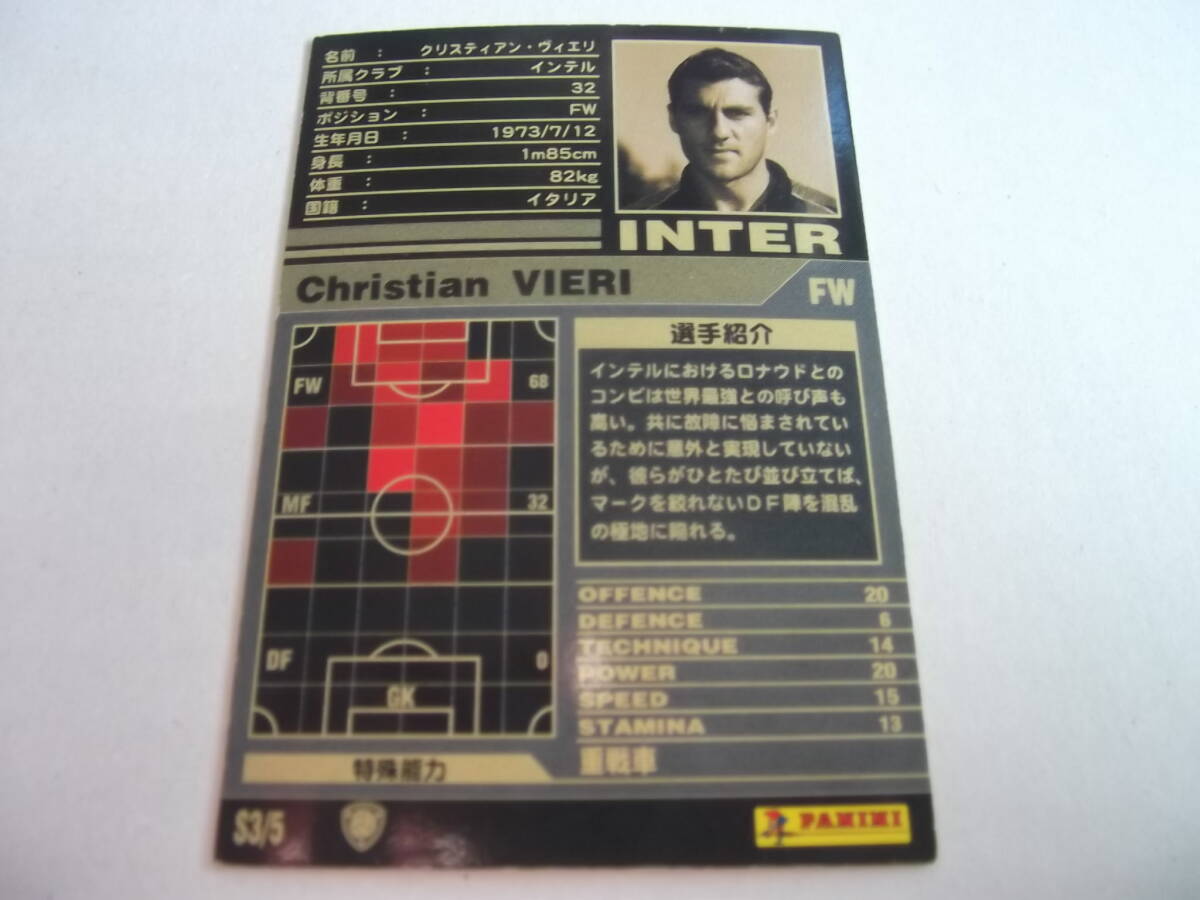 名前 : クリスティアン・ヴィエリ
所属クラブ : インテル
背番号 : 32
ポジション : FW
生年月日 : 1973/7/12
身長 : 1m85cm
体重 : 82kg
国籍 : イタリア
INTER
Christian VIERI FW
FW 68
MF 32
DF 0
GK
選手紹介
インテルにおけるロナウドとの
コンビは世界最強との呼び声も
高い。共に故障に悩まされてい
るために意外と実現していない
が、彼らがひとたび並び立てば、
マークを絞れないDF陣を混乱
の極地に陥れる。
OFFENCE 20
DEFENCE 6
TECHNIQUE 14
POWER 20
SPEED 15
STAMINA 13
特殊能力 重戦車
S3/5
PANINI